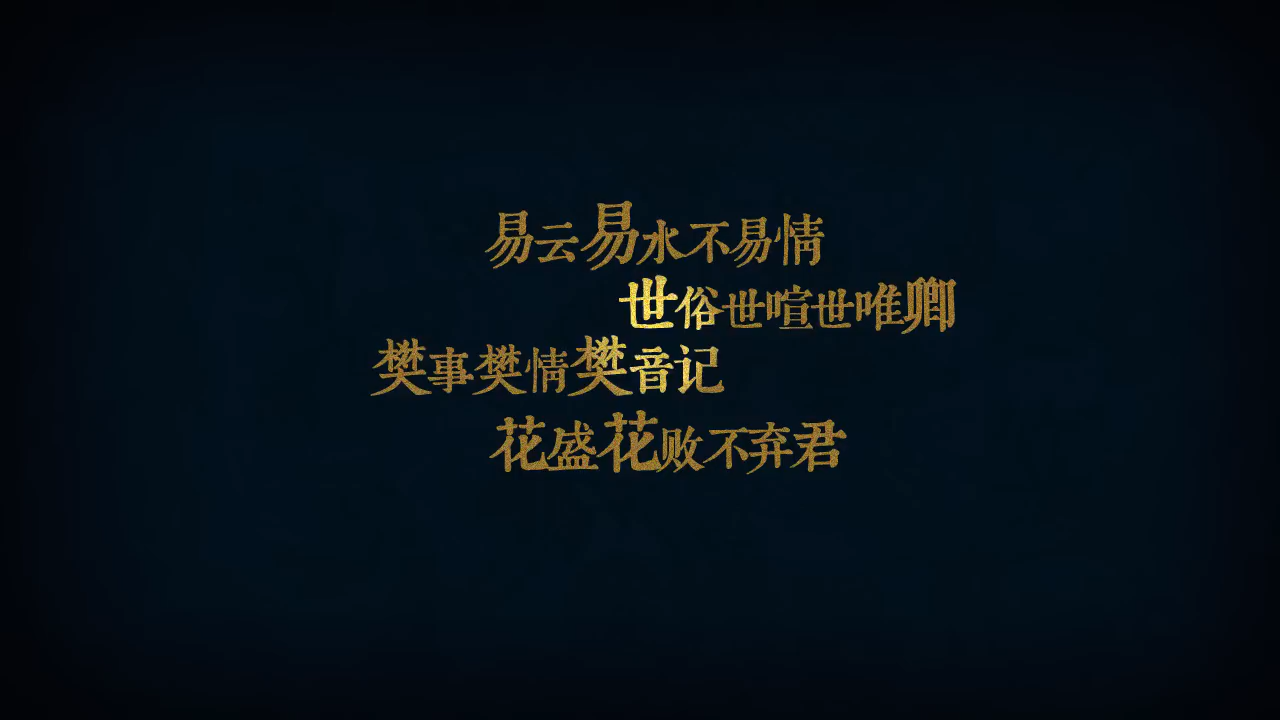 易云易水不易情
世俗世喧世唯卿
樊事樊情樊音记
花盛花败不弃君